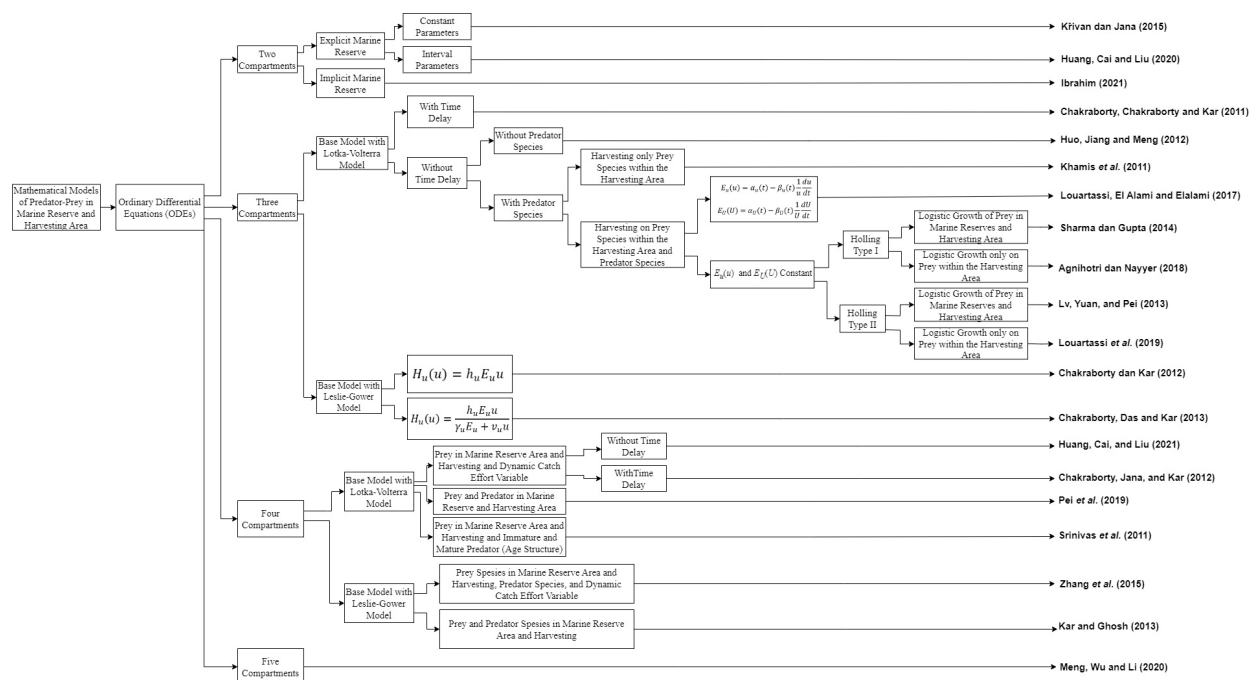 Mathematical Models
of Predator-Prey in
Marine Reserve and
Harvesting Area
Ordinary Differential
Equations (ODEs)
Two
Compartments
Explicit Marine
Reserve
Constant
Parameters
Křivan dan Jana (2015)
Interval
Parameters
Huang, Cai and Liu (2020)
Implicit Marine
Reserve
Ibrahim (2021)
Three
Compartments
Base Model with
Lotka-Volterra
Model
With Time
Delay
Chakraborty, Chakraborty and Kar (2011)
Without
Time Delay
Without Predator
Species
Huo, Jiang and Meng (2012)
With Predator
Species
Harvesting only Prey
Species within the
Harvesting Area
Khamis et al. (2011)
Harvesting on Prey
Species within the
Harvesting Area and
Predator Species
E_u(u) = α_u(t) − β_u(t) 1/u du/dt
E_U(U) = α_U(t) − β_U(t) 1/U dU/dt
Louartassi, El Alami and Elalami (2017)
E_u(u) and E_U(U) Constant
Holling
Type I
Logistic Growth of Prey in
Marine Reserves and
Harvesting Area
Sharma dan Gupta (2014)
Logistic Growth only on
Prey within the Harvesting
Area
Agnihotri dan Nayyer (2018)
Holling
Type II
Logistic Growth of Prey in
Marine Reserves and
Harvesting Area
Lv, Yuan, and Pei (2013)
Logistic Growth only on
Prey within the Harvesting
Area
Louartassi et al. (2019)
Base Model with
Leslie-Gower
Model
H_u(u) = h_u E_u u
Chakraborty dan Kar (2012)
H_u(u) = h_u E_u u / γ_u E_u + v_u u
Chakraborty, Das and Kar (2013)
Four
Compartments
Base Model with
Lotka-Volterra
Model
Prey in Marine Reserve Area and
Harvesting and Dynamic Catch
Effort Variable
Without Time
Delay
Huang, Cai, and Liu (2021)
WithTime
Delay
Chakraborty, Jana, and Kar (2012)
Prey and Predator in Marine
Reserve and Harvesting Area
Pei et al. (2019)
Prey in Marine Reserve Area and
Harvesting and Immature and
Mature Predator (Age Structure)
Srinivas et al. (2011)
Base Model with
Leslie-Gower
Model
Prey Spesies in Marine Reserve Area and
Harvesting, Predator Species, and Dynamic
Catch Effort Variable
Zhang et al. (2015)
Prey and Predator Spesies in Marine Reserve
Area and Harvesting
Kar and Ghosh (2013)
Five
Compartments
Meng, Wu and Li (2020)